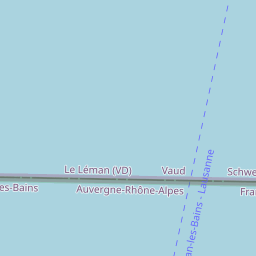 Le Léman (VD)
Vaud
Schwe
es-Bains
Auvergne-Rhône-Alpes
Fra
an-les-Bains - Lausanne